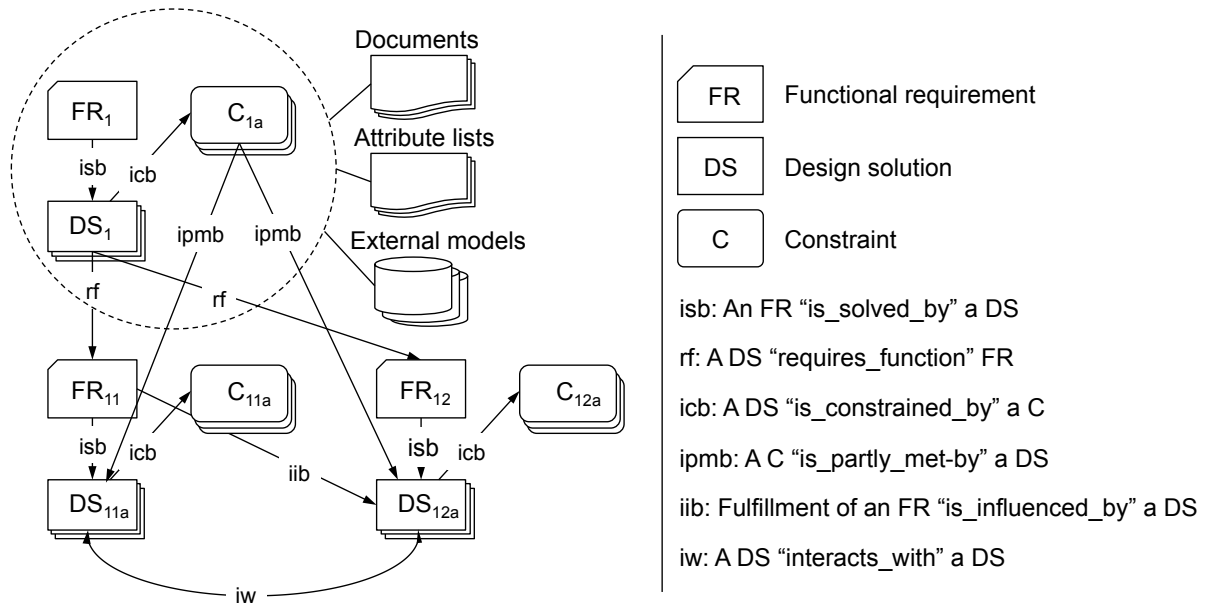 Documents
FR1
C1a
isb
icb
Attribute lists
DS1
ipmb
ipmb
External models
rf
rf
FR11
C11a
FR12
C12a
isb
icb
iib
isb
icb
DS11a
DS12a
iw
FR Functional requirement
DS Design solution
C Constraint
isb: An FR “is_solved_by” a DS
rf: A DS “requires_function” FR
icb: A DS “is_constrained_by” a C
ipmb: A C “is_partly_met-by” a DS
iib: Fulfillment of an FR “is_influenced_by” a DS
iw: A DS “interacts_with” a DS